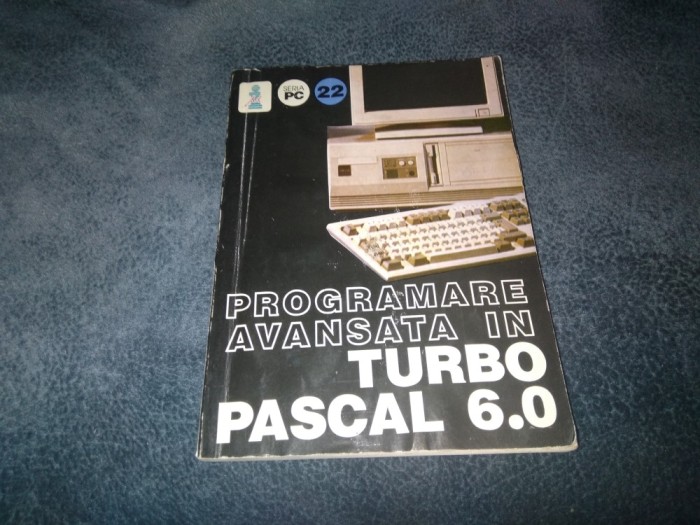 SERIA
PC
22
PROGRAMARE
AVANSATA IN
TURBO
PASCAL 6.0